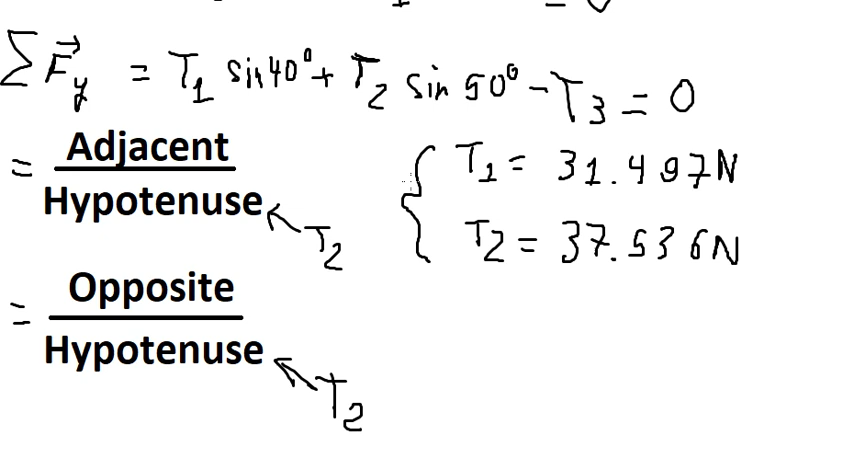 = 0
∑F⃗y = T1 sin40° + T2 sin 50° - T3 = 0
= Adjacent
Hypotenuse ← T2
{ T1 = 31.497N
T2 = 37.536N
= Opposite
Hypotenuse ← T2